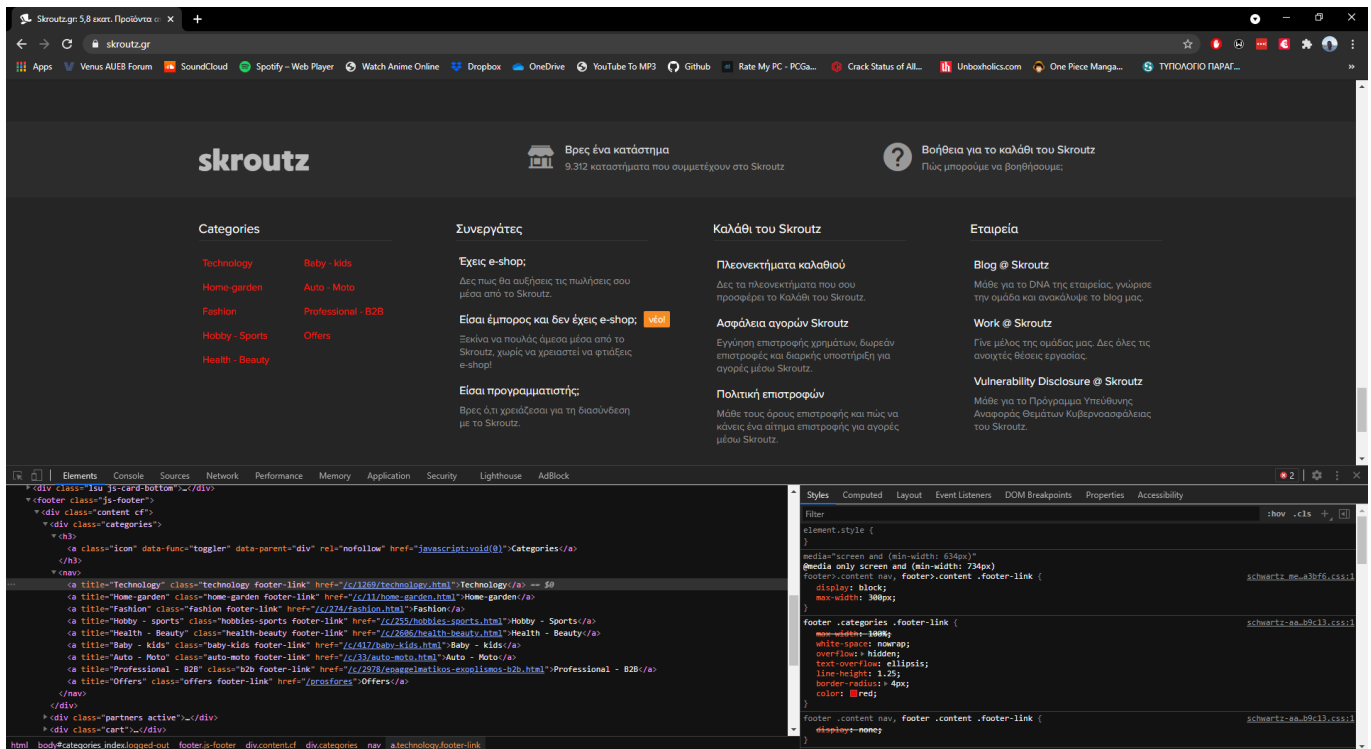 Skroutz.gr: 5,8 εκατ. Προϊόντα α
skroutz.gr
Apps
Venus AUEB Forum
SoundCloud
Spotify – Web Player
Watch Anime Online
Dropbox
OneDrive
YouTube To MP3
Github
Rate My PC - PCGa...
Crack Status of All...
Unboxholics.com
One Piece Manga...
ΤΥΠΟΛΟΓΙΟ ΠΑΡΑΓ...
skroutz
Βρες ένα κατάστημα
9.312 καταστήματα που συμμετέχουν στο Skroutz
?
Βοήθεια για το καλάθι του Skroutz
Πώς μπορούμε να βοηθήσουμε;
Categories
Technology
Baby - kids
Home-garden
Auto - Moto
Fashion
Professional - B2B
Hobby - Sports
Offers
Health - Beauty
Συνεργάτες
Έχεις e-shop;
Δες πως θα αυξήσεις τις πωλήσεις σου
μέσα από το Skroutz.
Είσαι έμπορος και δεν έχεις e-shop; νέο!
Ξεκίνα να πουλάς άμεσα μέσα από το
Skroutz, χωρίς να χρειαστεί να φτιάξεις
e-shop!
Είσαι προγραμματιστής;
Βρες ό,τι χρειάζεσαι για τη διασύνδεση
με το Skroutz.
Καλάθι του Skroutz
Πλεονεκτήματα καλαθιού
Δες τα πλεονεκτήματα που σου
προσφέρει το Καλάθι του Skroutz.
Ασφάλεια αγορών Skroutz
Εγγύηση επιστροφής χρημάτων, δωρεάν
επιστροφές και διαρκής υποστήριξη για
αγορές μέσω Skroutz.
Πολιτική επιστροφών
Μάθε τους όρους επιστροφής και πώς να
κάνεις ένα αίτημα επιστροφής για αγορές
μέσω Skroutz.
Εταιρεία
Blog @ Skroutz
Μάθε για το DNA της εταιρείας, γνώρισε
την ομάδα και ανακάλυψε το blog μας.
Work @ Skroutz
Γίνε μέλος της ομάδας μας. Δες όλες τις
ανοιχτές θέσεις εργασίας.
Vulnerability Disclosure @ Skroutz
Μάθε για το Πρόγραμμα Υπεύθυνης
Αναφοράς Θεμάτων Κυβερνοασφάλειας
του Skroutz.
Elements Console Sources Network Performance Memory Application Security Lighthouse AdBlock
2
<div class="lsu js-card-bottom">…</div>
<footer class="js-footer">
<div class="content cf">
<div class="categories">
<h3>
<a class="icon" data-func="toggler" data-parent="div" rel="nofollow" href="javascript:void(0)">Categories</a>
</h3>
<nav>
<a title="Technology" class="technology footer-link" href="/c/1269/technology.html">Technology</a> == $0
<a title="Home-garden" class="home-garden footer-link" href="/c/11/home-garden.html">Home-garden</a>
<a title="Fashion" class="fashion footer-link" href="/c/274/fashion.html">Fashion</a>
<a title="Hobby - sports" class="hobbies-sports footer-link" href="/c/255/hobbies-sports.html">Hobby - Sports</a>
<a title="Health - Beauty" class="health-beauty footer-link" href="/c/2606/health-beauty.html">Health - Beauty</a>
<a title="Baby - kids" class="baby-kids footer-link" href="/c/417/baby-kids.html">Baby - kids</a>
<a title="Auto - Moto" class="auto-moto footer-link" href="/c/33/auto-moto.html">Auto - Moto</a>
<a title="Professional - B2B" class="b2b footer-link" href="/c/2978/epaggelmatikos-exoplismos-b2b.html">Professional - B2B</a>
<a title="Offers" class="offers footer-link" href="/prosfores">Offers</a>
</nav>
</div>
<div class="partners active">…</div>
<div class="cart">…</div>
html body#categories_index.logged-out footer.js-footer div.content.cf div.categories nav a.technology.footer-link
Styles Computed Layout Event Listeners DOM Breakpoints Properties Accessibility
Filter :hov .cls +
element.style {
}
media="screen and (min-width: 634px)"
@media only screen and (min-width: 734px)
footer>.content nav, footer>.content .footer-link { schwartz_me…a3bf6.css:1
display: block;
max-width: 300px;
}
footer .categories .footer-link { schwartz-aa…b9c13.css:1
max-width: 100%;
white-space: nowrap;
overflow: hidden;
text-overflow: ellipsis;
line-height: 1.25;
border-radius: 4px;
color: red;
}
footer .content nav, footer .content .footer-link { schwartz-aa…b9c13.css:1
display: none;